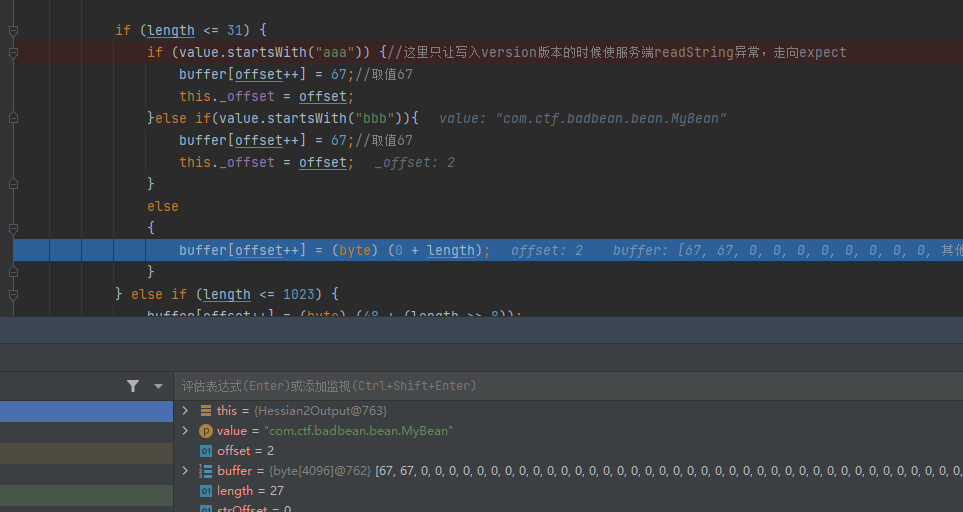 if (length <= 31) {
if (value.startsWith("aaa")) {//这里只让写入version版本的时候使服务端readString异常，走向expect
buffer[offset++] = 67;//取值67
this._offset = offset;
}else if(value.startsWith("bbb")){ value: "com.ctf.badbean.bean.MyBean"
buffer[offset++] = 67;//取值67
this._offset = offset; _offset: 2
}
else
{
buffer[offset++] = (byte) (0 + length); offset: 2 buffer: [67, 67, 0, 0, 0, 0, 0, 0, 0, 0, 其他
}
} else if (length <= 1023) {
buffer[offset++] = (byte) (48 + (length >> 8));
评估表达式(Enter)或添加监视(Ctrl+Shift+Enter)
this = {Hessian2Output@763}
value = "com.ctf.badbean.bean.MyBean"
offset = 2
buffer = {byte[4096]@762} [67, 67, 0, 0, 0, 0, 0, 0, 0, 0, 0, 0, 0, 0, 0, 0, 0, 0, 0, 0, 0, 0, 0, 0, 0, 0, 0, 0, 0, 0, 0, 0, 0, 0, 0, 0, 0, 0, 0, 0,
length = 27
strOffset = 0